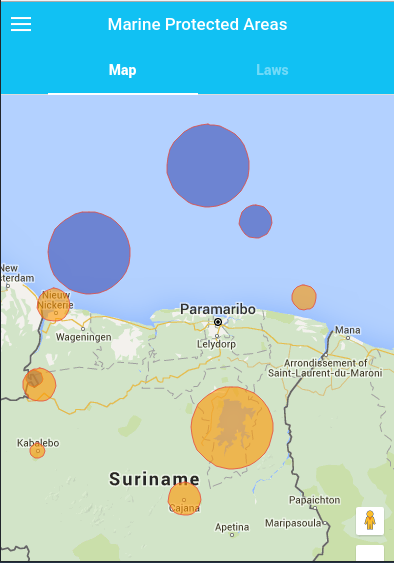 Marine Protected Areas
Map
Laws
New
sterdam
Nieuw
Nickerie
Paramaribo
Wageningen
Lelydorp
Mana
Arrondissement of
Saint-Laurent-du-Maroni
Kabalebo
Suriname
Cajana
Papaichton
Apetina
Maripasoula